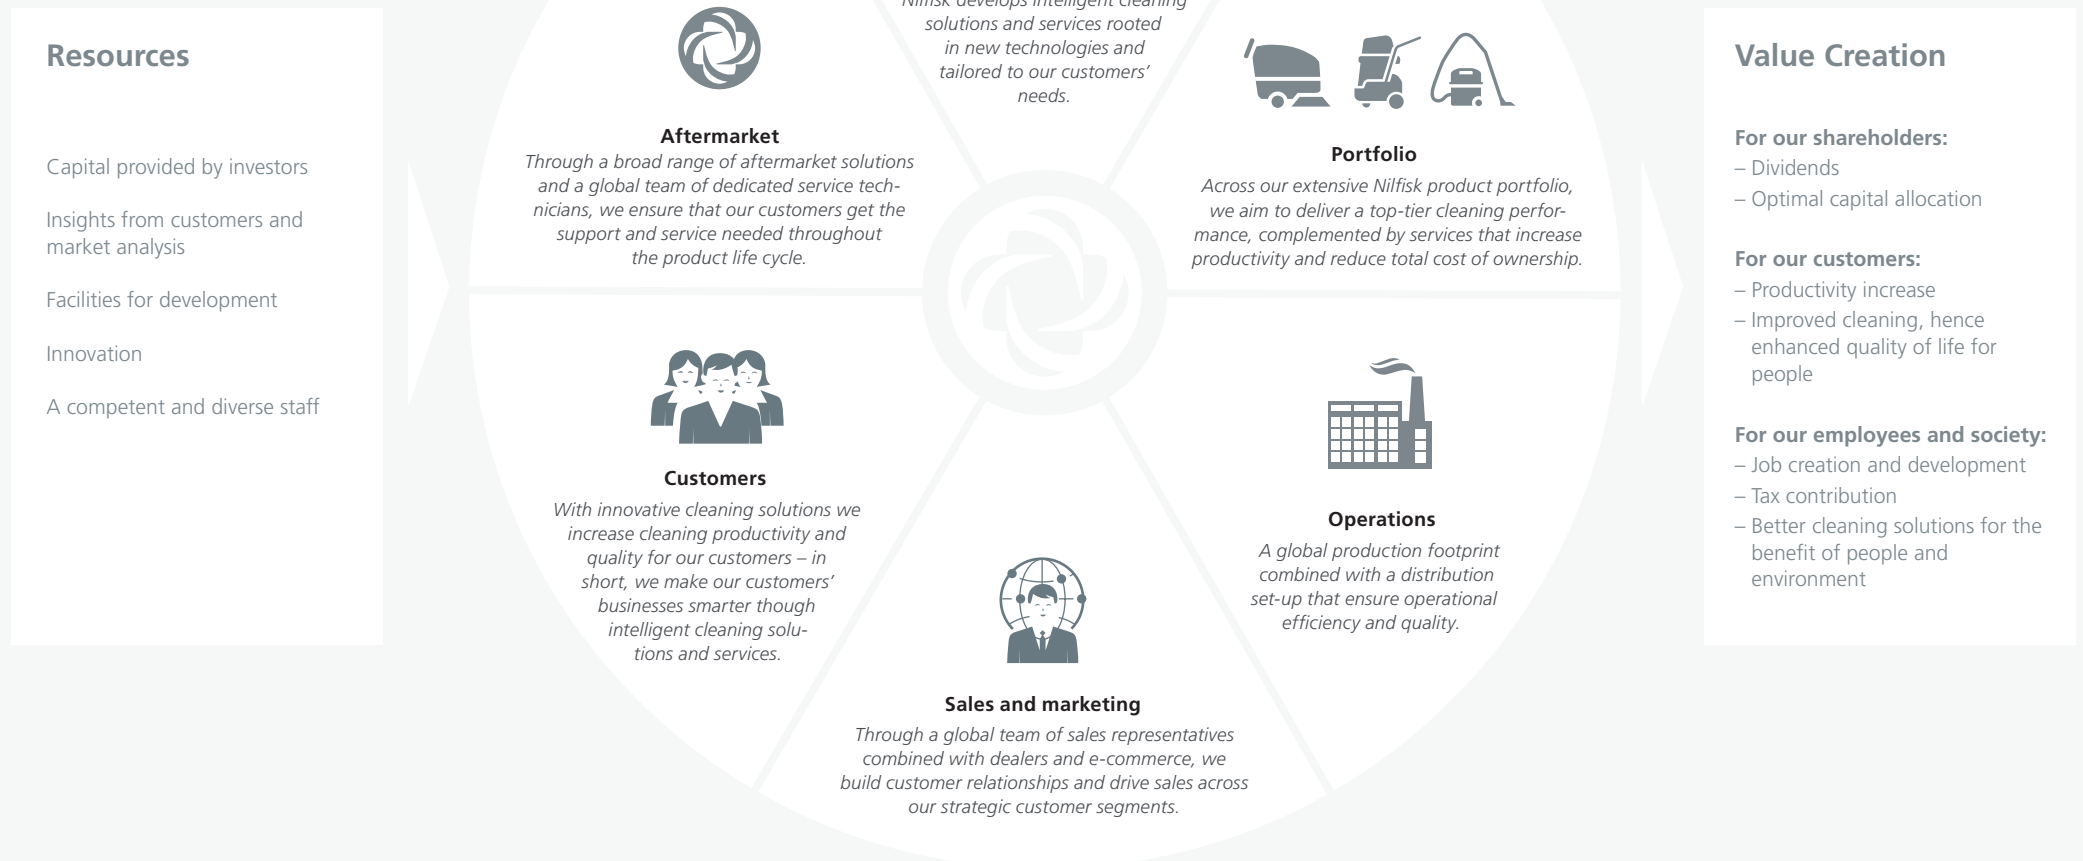 Resources
Capital provided by investors
Insights from customers and
market analysis
Facilities for development
Innovation
A competent and diverse staff
Nilfisk develops intelligent cleaning
solutions and services rooted
in new technologies and
tailored to our customers’
needs.
Aftermarket
Through a broad range of aftermarket solutions
and a global team of dedicated service tech-
nicians, we ensure that our customers get the
support and service needed throughout
the product life cycle.
Portfolio
Across our extensive Nilfisk product portfolio,
we aim to deliver a top-tier cleaning perfor-
mance, complemented by services that increase
productivity and reduce total cost of ownership.
Customers
With innovative cleaning solutions we
increase cleaning productivity and
quality for our customers – in
short, we make our customers’
businesses smarter though
intelligent cleaning solu-
tions and services.
Operations
A global production footprint
combined with a distribution
set-up that ensure operational
efficiency and quality.
Sales and marketing
Through a global team of sales representatives
combined with dealers and e-commerce, we
build customer relationships and drive sales across
our strategic customer segments.
Value Creation
For our shareholders:
– Dividends
– Optimal capital allocation
For our customers:
– Productivity increase
– Improved cleaning, hence
enhanced quality of life for
people
For our employees and society:
– Job creation and development
– Tax contribution
– Better cleaning solutions for the
benefit of people and
environment